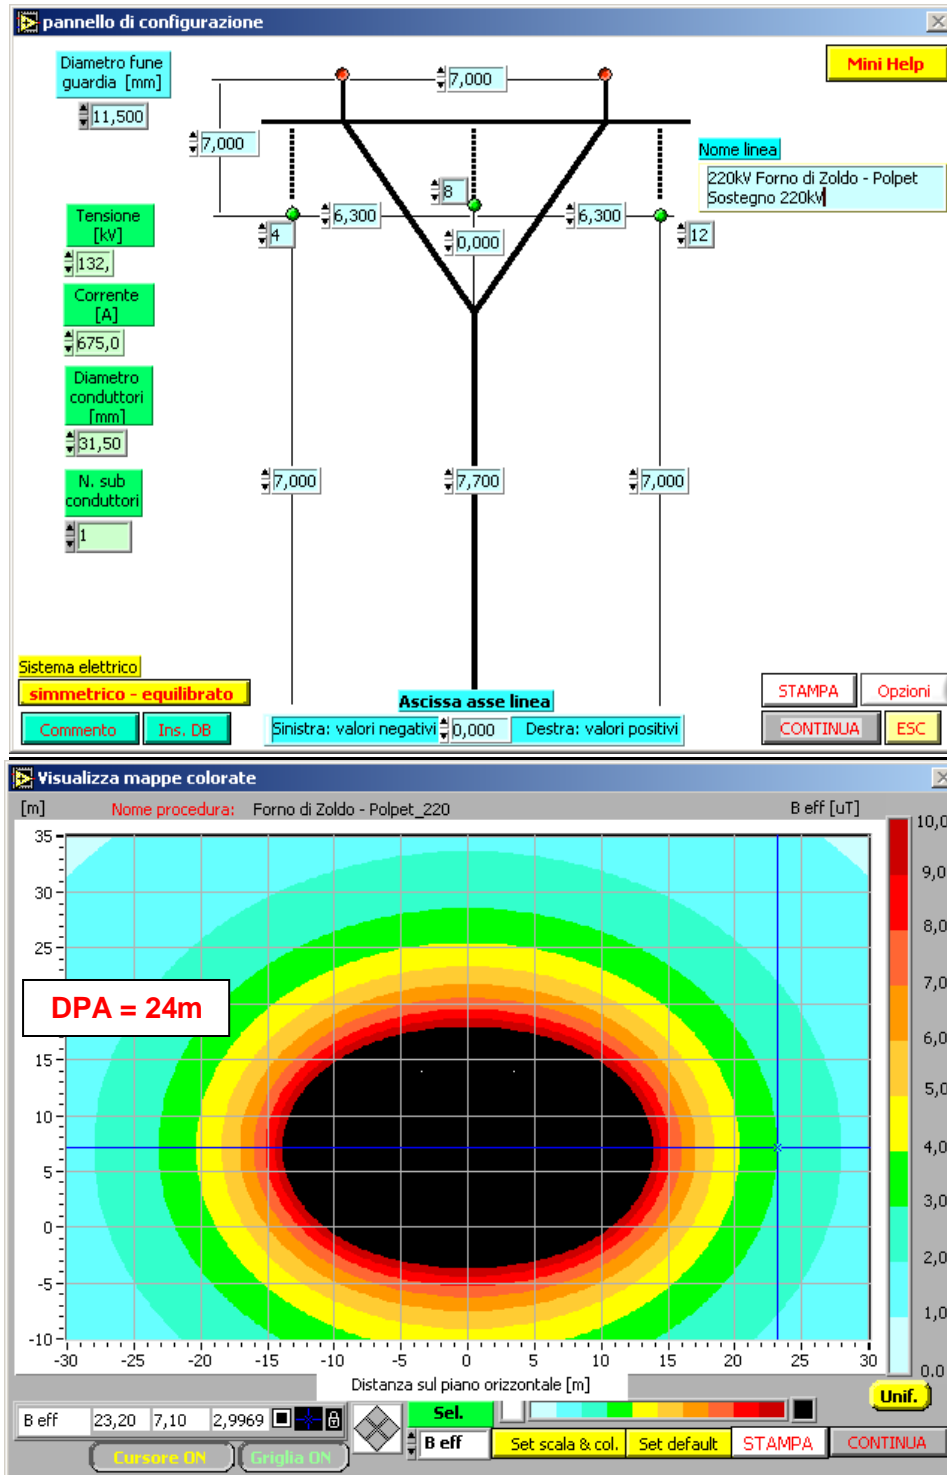 pannello di configurazione
Diametro fune
guardia [mm]
11,500
7,000
Mini Help
7,000
Nome linea
220kV Forno di Zoldo - Polpet
Sostegno 220kV
8
6,300
6,300
4
0,000
12
Tensione
[kV]
132,
Corrente
[A]
675,0
Diametro
conduttori
[mm]
31,50
N. sub
conduttori
1
7,000
7,700
7,000
Sistema elettrico
simmetrico - equilibrato
Commento
Ins. DB
Ascissa asse linea
Sinistra: valori negativi
0,000
Destra: valori positivi
STAMPA
Opzioni
CONTINUA
ESC
Visualizza mappe colorate
[m]
Nome procedura:
Forno di Zoldo - Polpet_220
B eff [uT]
35
30
25
15
10
5
0
-5
-10
DPA = 24m
-30 -25 -20 -15 -10 -5 0 5 10 15 20 25 30
Distanza sul piano orizzontale [m]
10,0
9,0
8,0
7,0
6,0
5,0
4,0
3,0
2,0
1,0
0,0
Unif.
B eff
23,20
7,10
2,9969
Cursore ON
Griglia ON
Sel.
B eff
Set scala & col.
Set default
STAMPA
CONTINUA